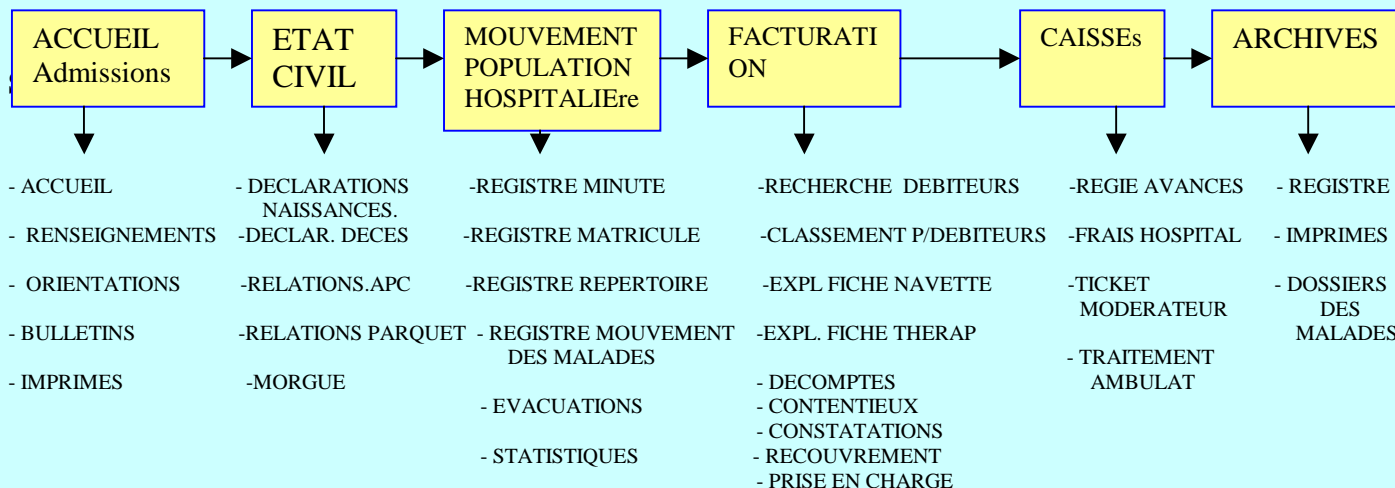 ACCUEIL
Admissions
ETAT
CIVIL
MOUVEMENT
POPULATION
HOSPITALIEre
FACTURATI
ON
CAISSEs
ARCHIVES
- ACCUEIL
- RENSEIGNEMENTS
- ORIENTATIONS
- BULLETINS
- IMPRIMES
- DECLARATIONS
NAISSANCES.
-DECLAR. DECES
-RELATIONS.APC
-RELATIONS PARQUET
-MORGUE
-REGISTRE MINUTE
-REGISTRE MATRICULE
-REGISTRE REPERTOIRE
- REGISTRE MOUVEMENT
DES MALADES
- EVACUATIONS
- STATISTIQUES
-RECHERCHE DEBITEURS
-CLASSEMENT P/DEBITEURS
-EXPL FICHE NAVETTE
-EXPL. FICHE THERAP
- DECOMPTES
- CONTENTIEUX
- CONSTATATIONS
- RECOUVREMENT
- PRISE EN CHARGE
-REGIE AVANCES
-FRAIS HOSPITAL
-TICKET
MODERATEUR
- TRAITEMENT
AMBULAT
- REGISTRE
- IMPRIMES
- DOSSIERS
DES
MALADES